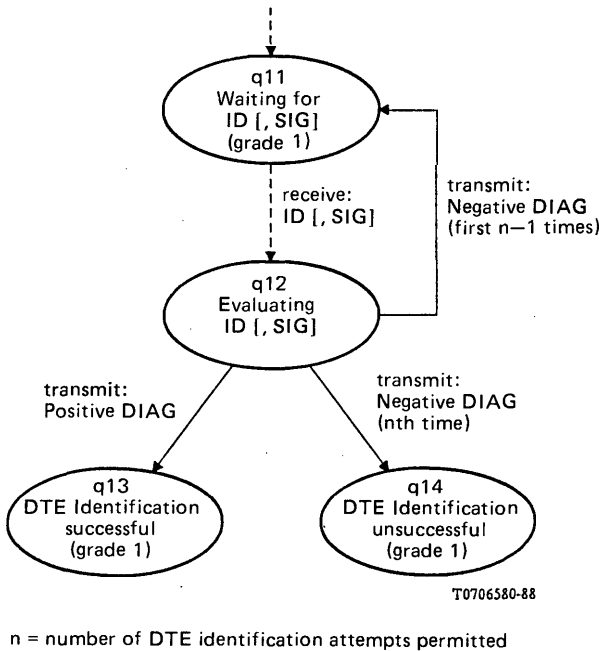 q11
Waiting for
ID [, SIG]
(grade 1)
receive:
ID [, SIG]
transmit:
Negative DIAG
(first n—1 times)
q12
Evaluating
ID [, SIG]
transmit:
Positive DIAG
transmit:
Negative DIAG
(nth time)
q13
DTE Identification
successful
(grade 1)
q14
DTE Identification
unsuccessful
(grade 1)
T0706580-88
n = number of DTE identification attempts permitted